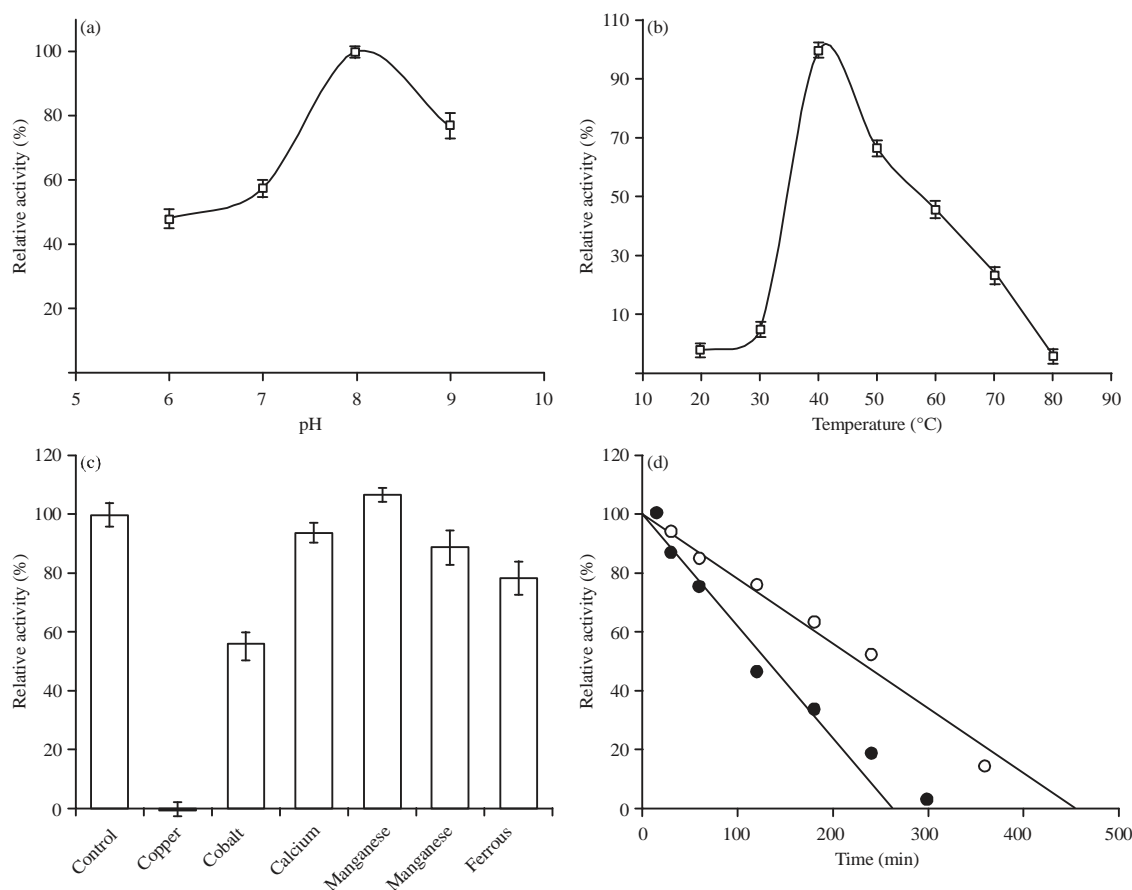 (a)
Relative activity (%)
100
80
60
40
20
5 6 7 8 9 10
pH
(b)
Relative activity (%)
110
90
70
50
30
10
10 20 30 40 50 60 70 80 90
Temperature (°C)
(c)
Relative activity (%)
120
100
80
60
40
20
0
Control
Copper
Cobalt
Calcium
Manganese
Manganese
Ferrous
(d)
Relative activity (%)
120
100
80
60
40
20
0
0 100 200 300 400 500
Time (min)